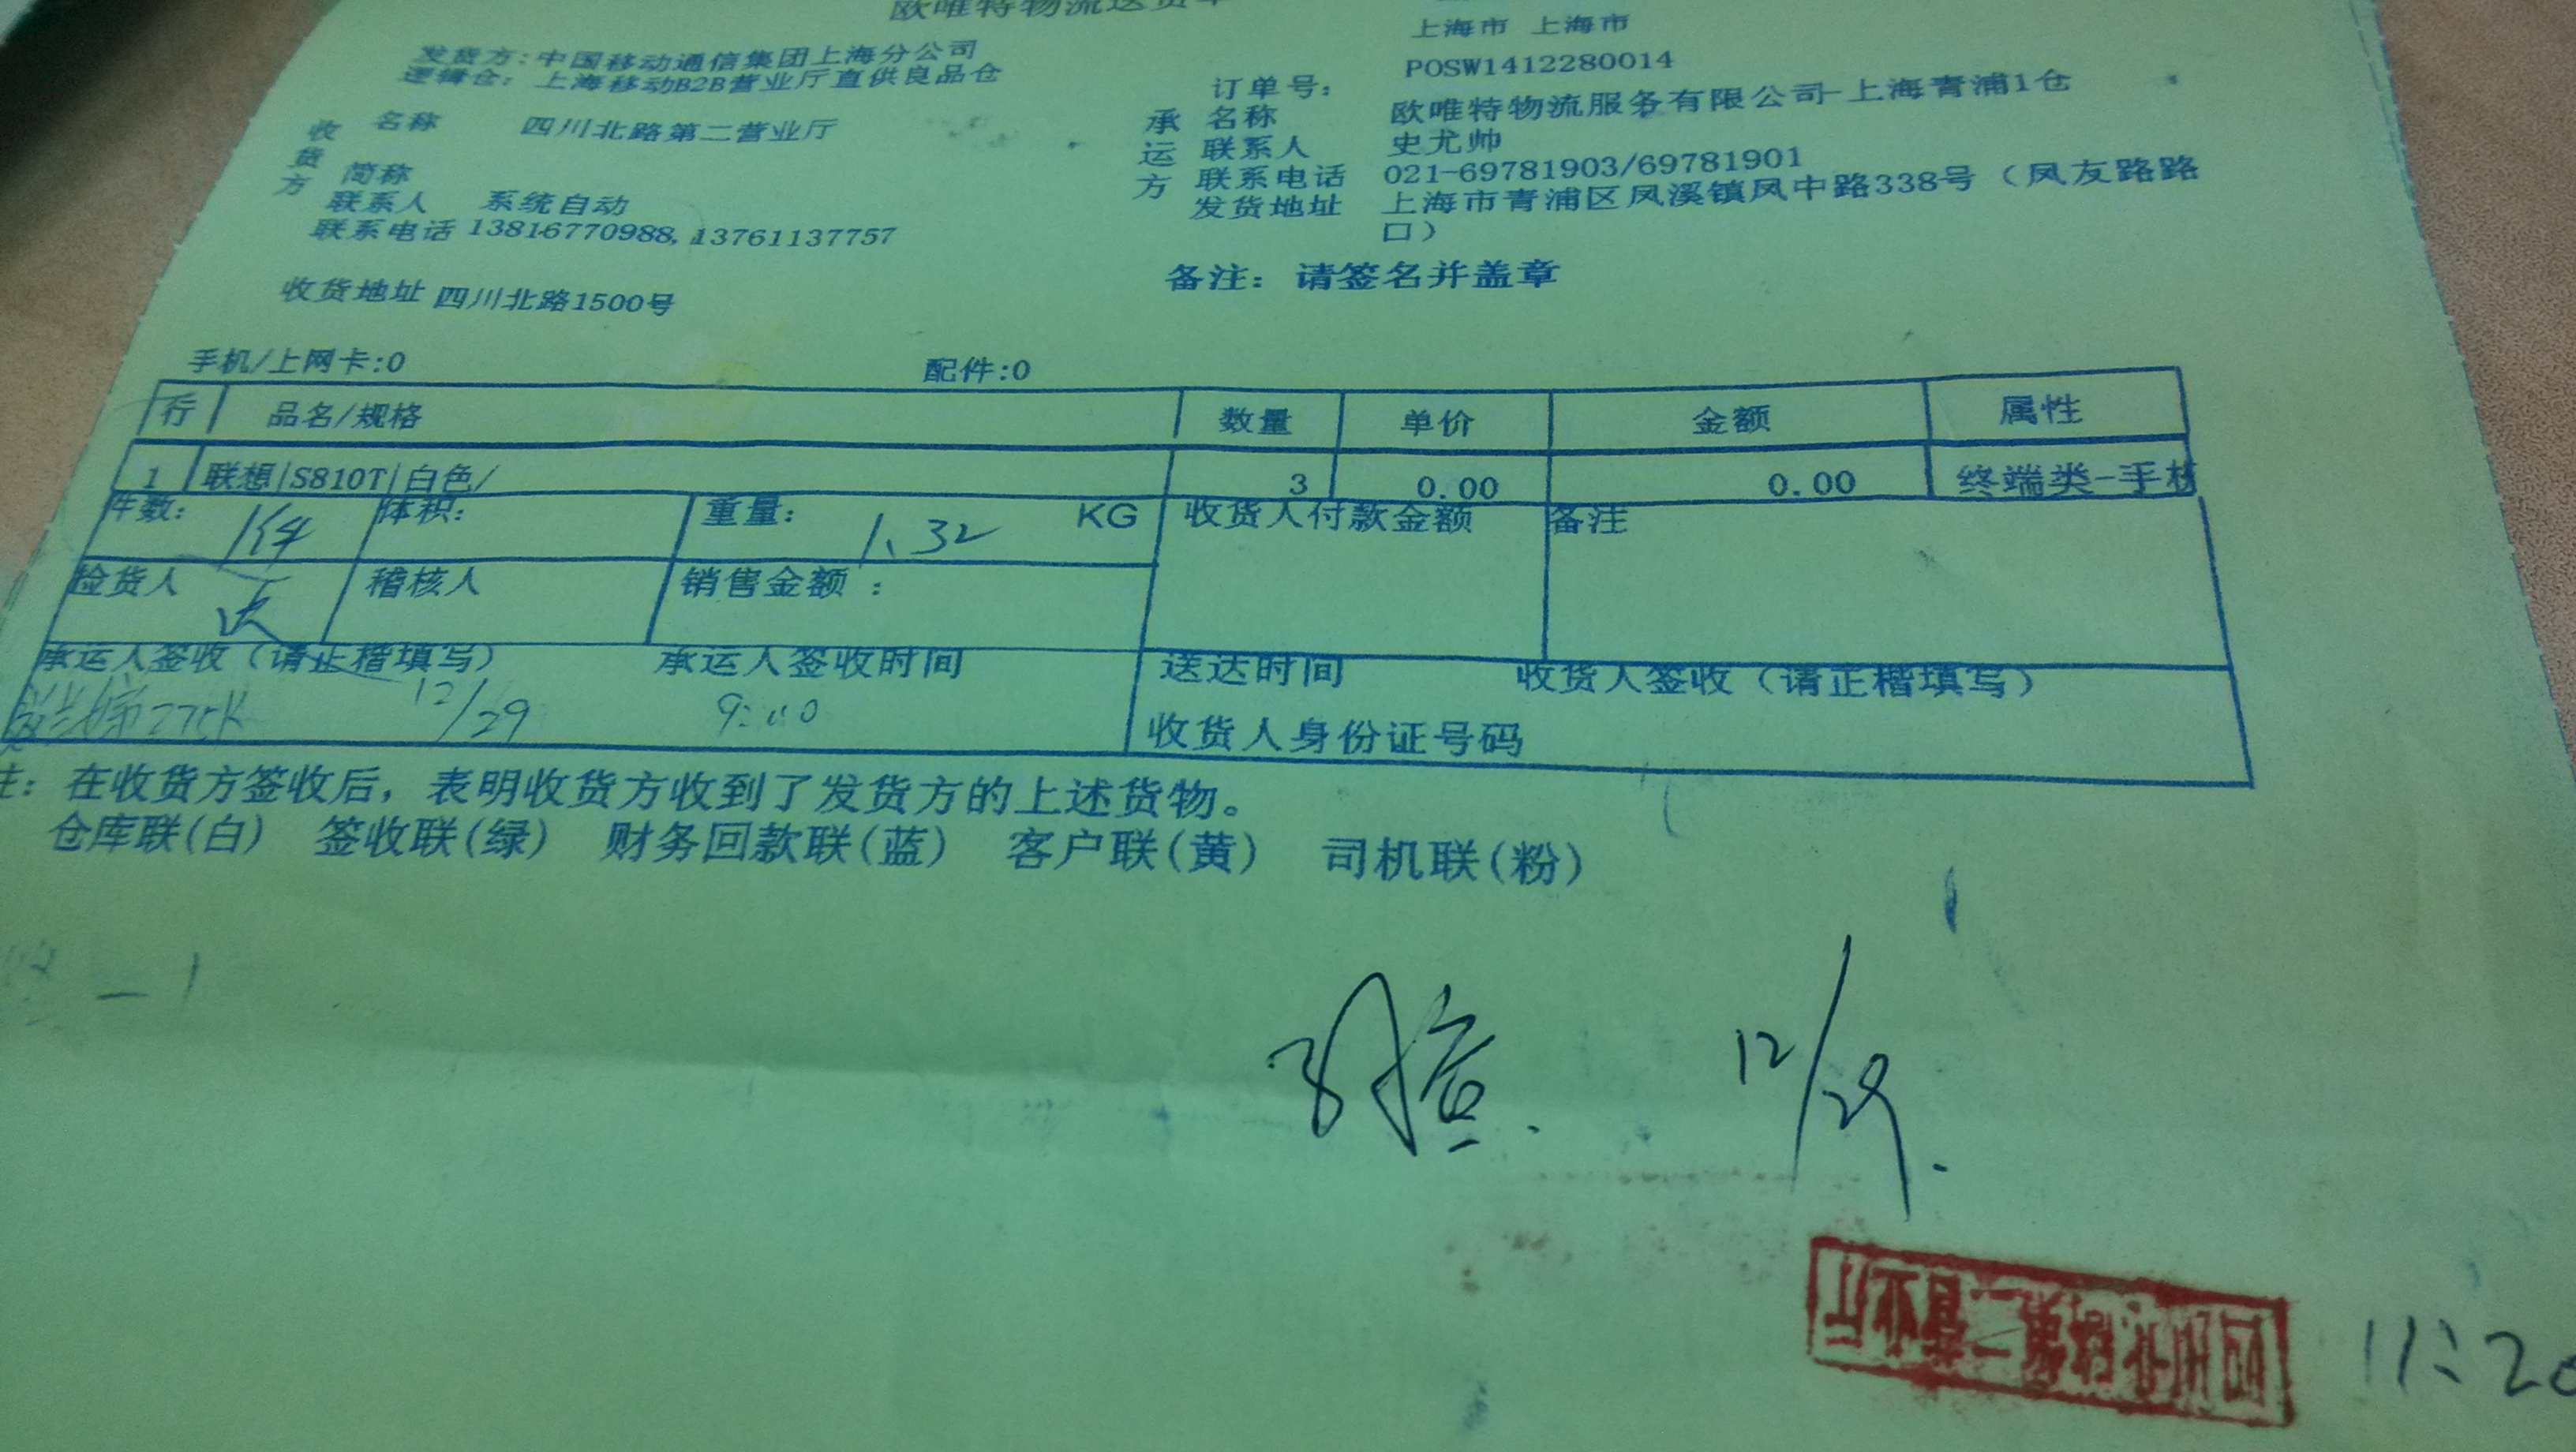 欧唯特物流送货单
上海市 上海市
发货方:中国移动通信集团上海分公司
逻辑仓: 上海移动B2B营业厅直供良品仓
订单号: POSW1412280014
收货方
名称 四川北路第二营业厅
简称
联系人 系统自动
联系电话 13816770988, 13761137757
收货地址 四川北路1500号
承运方
名称 欧唯特物流服务有限公司-上海青浦1仓
联系人 史尤帅
联系电话 021-69781903/69781901
发货地址 上海市青浦区凤溪镇凤中路338号（凤友路路
口）
备注: 请签名并盖章
手机/上网卡:0 配件:0
行 品名/规格 数量 单价 金额 属性
1 联想|S810T|白色/ 3 0.00 0.00 终端类-手机
件数: 1件 体积: 重量: 1.32 KG 收货人付款金额 备注
检货人 稽核人 销售金额 :
承运人签收（请正楷填写） 承运人签收时间 送达时间 收货人签收（请正楷填写）
12/29 9:00
收货人身份证号码
注: 在收货方签收后, 表明收货方收到了发货方的上述货物。
仓库联(白) 签收联(绿) 财务回款联(蓝) 客户联(黄) 司机联(粉)
12/29.
11:20